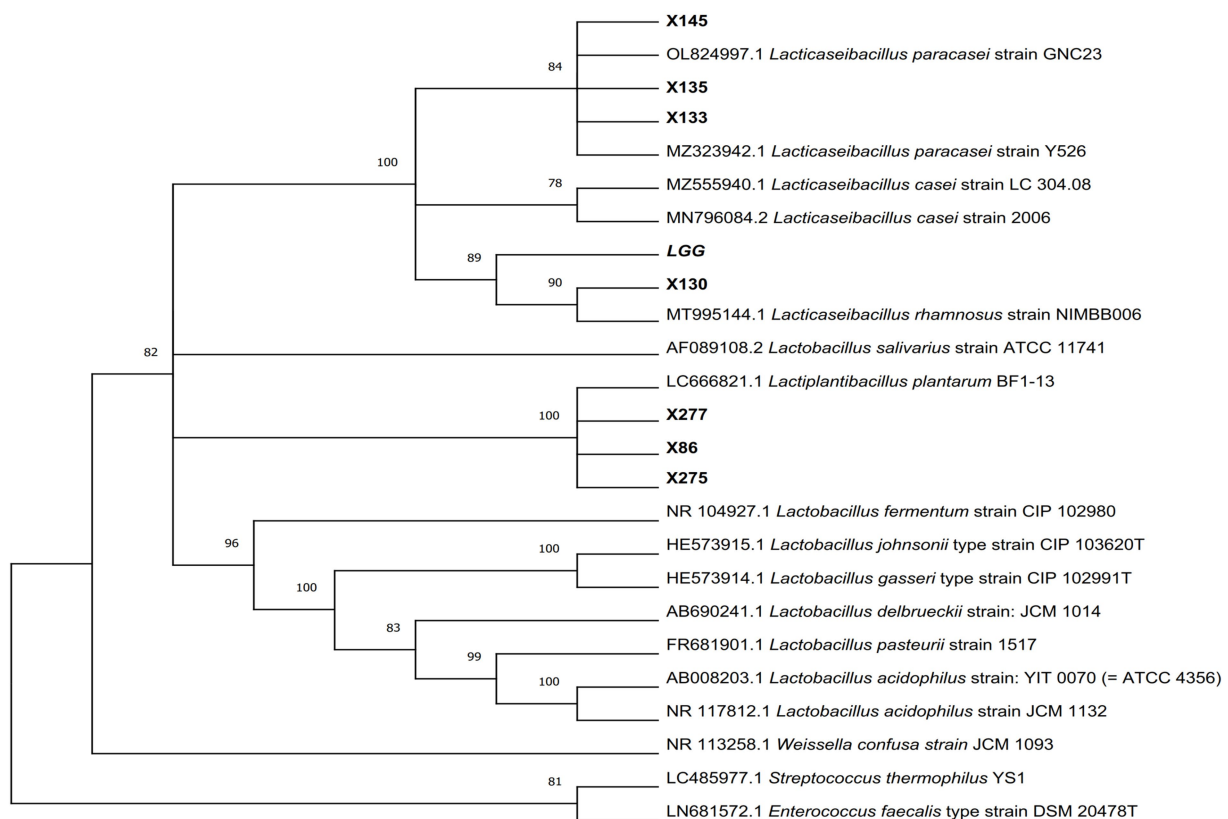 X145
OL824997.1 Lacticaseibacillus paracasei strain GNC23
84
X135
X133
100
MZ323942.1 Lacticaseibacillus paracasei strain Y526
78
MZ555940.1 Lacticaseibacillus casei strain LC 304.08
MN796084.2 Lacticaseibacillus casei strain 2006
LGG
89
90
X130
MT995144.1 Lacticaseibacillus rhamnosus strain NIMBB006
82
AF089108.2 Lactobacillus salivarius strain ATCC 11741
LC666821.1 Lactiplantibacillus plantarum BF1-13
100
X277
X86
X275
NR 104927.1 Lactobacillus fermentum strain CIP 102980
96
100
HE573915.1 Lactobacillus johnsonii type strain CIP 103620T
100
HE573914.1 Lactobacillus gasseri type strain CIP 102991T
AB690241.1 Lactobacillus delbrueckii strain: JCM 1014
83
FR681901.1 Lactobacillus pasteurii strain 1517
99
100
AB008203.1 Lactobacillus acidophilus strain: YIT 0070 (= ATCC 4356)
NR 117812.1 Lactobacillus acidophilus strain JCM 1132
NR 113258.1 Weissella confusa strain JCM 1093
81
LC485977.1 Streptococcus thermophilus YS1
LN681572.1 Enterococcus faecalis type strain DSM 20478T